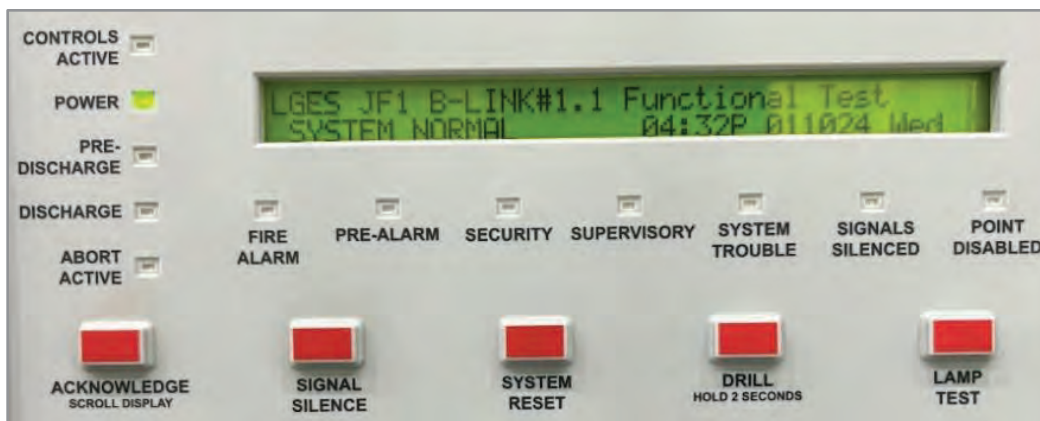 CONTROLS
ACTIVE
POWER
PRE-
DISCHARGE
DISCHARGE
ABORT
ACTIVE
LGES JF1 B-LINK#1.1 Functional Test
SYSTEM NORMAL 04:32P 011024 Wed
FIRE
ALARM
PRE-ALARM
SECURITY
SUPERVISORY
SYSTEM
TROUBLE
SIGNALS
SILENCED
POINT
DISABLED
ACKNOWLEDGE
SCROLL DISPLAY
SIGNAL
SILENCE
SYSTEM
RESET
DRILL
HOLD 2 SECONDS
LAMP
TEST